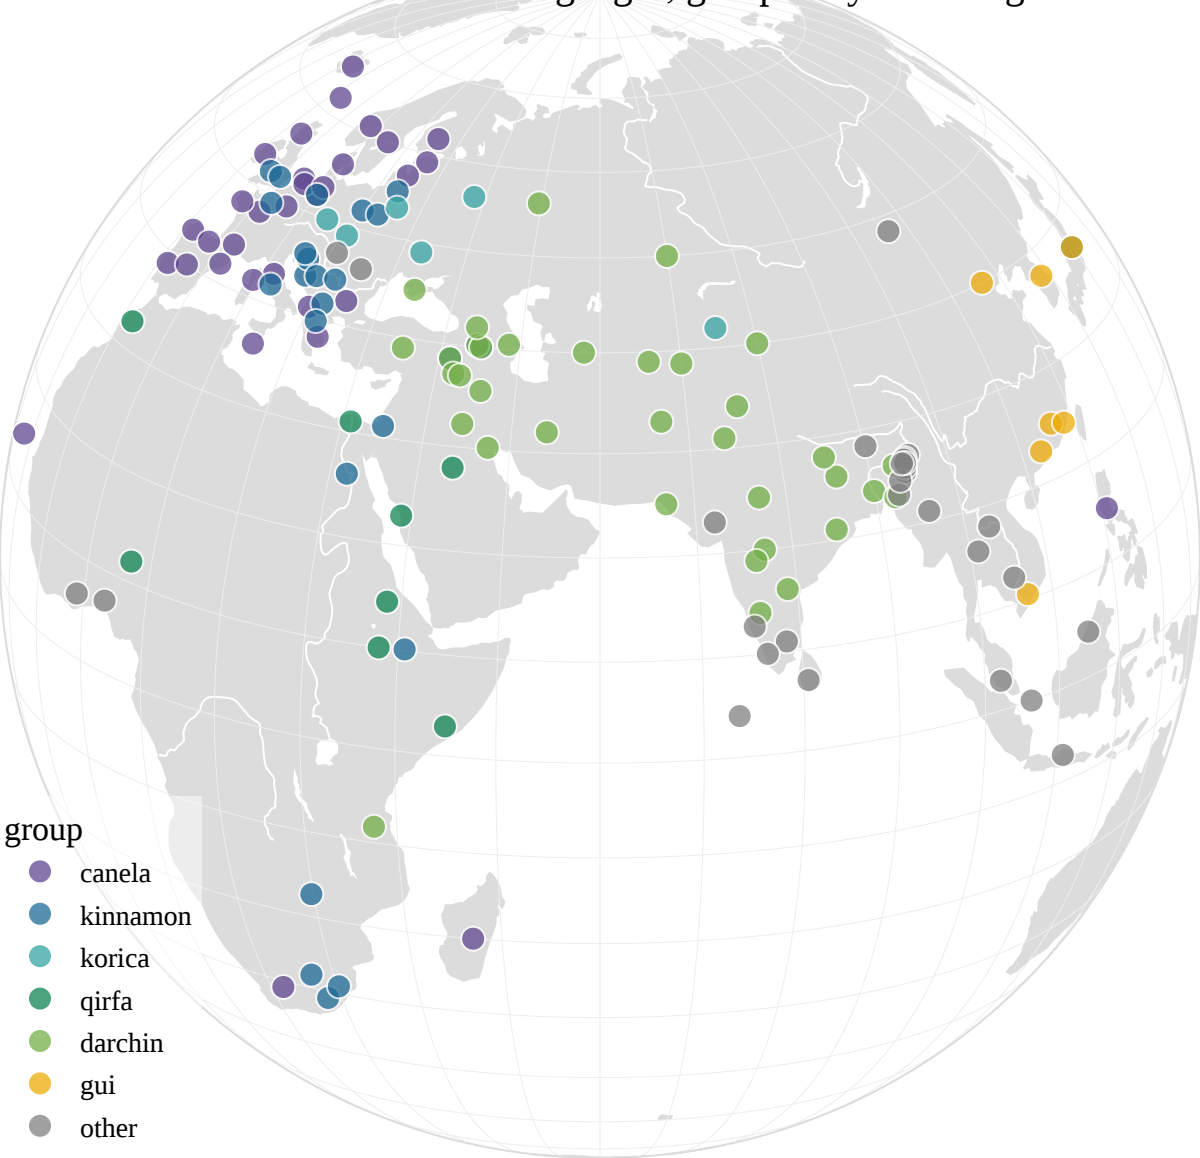 group
canela
kinnamon
korica
qirfa
darchin
gui
other